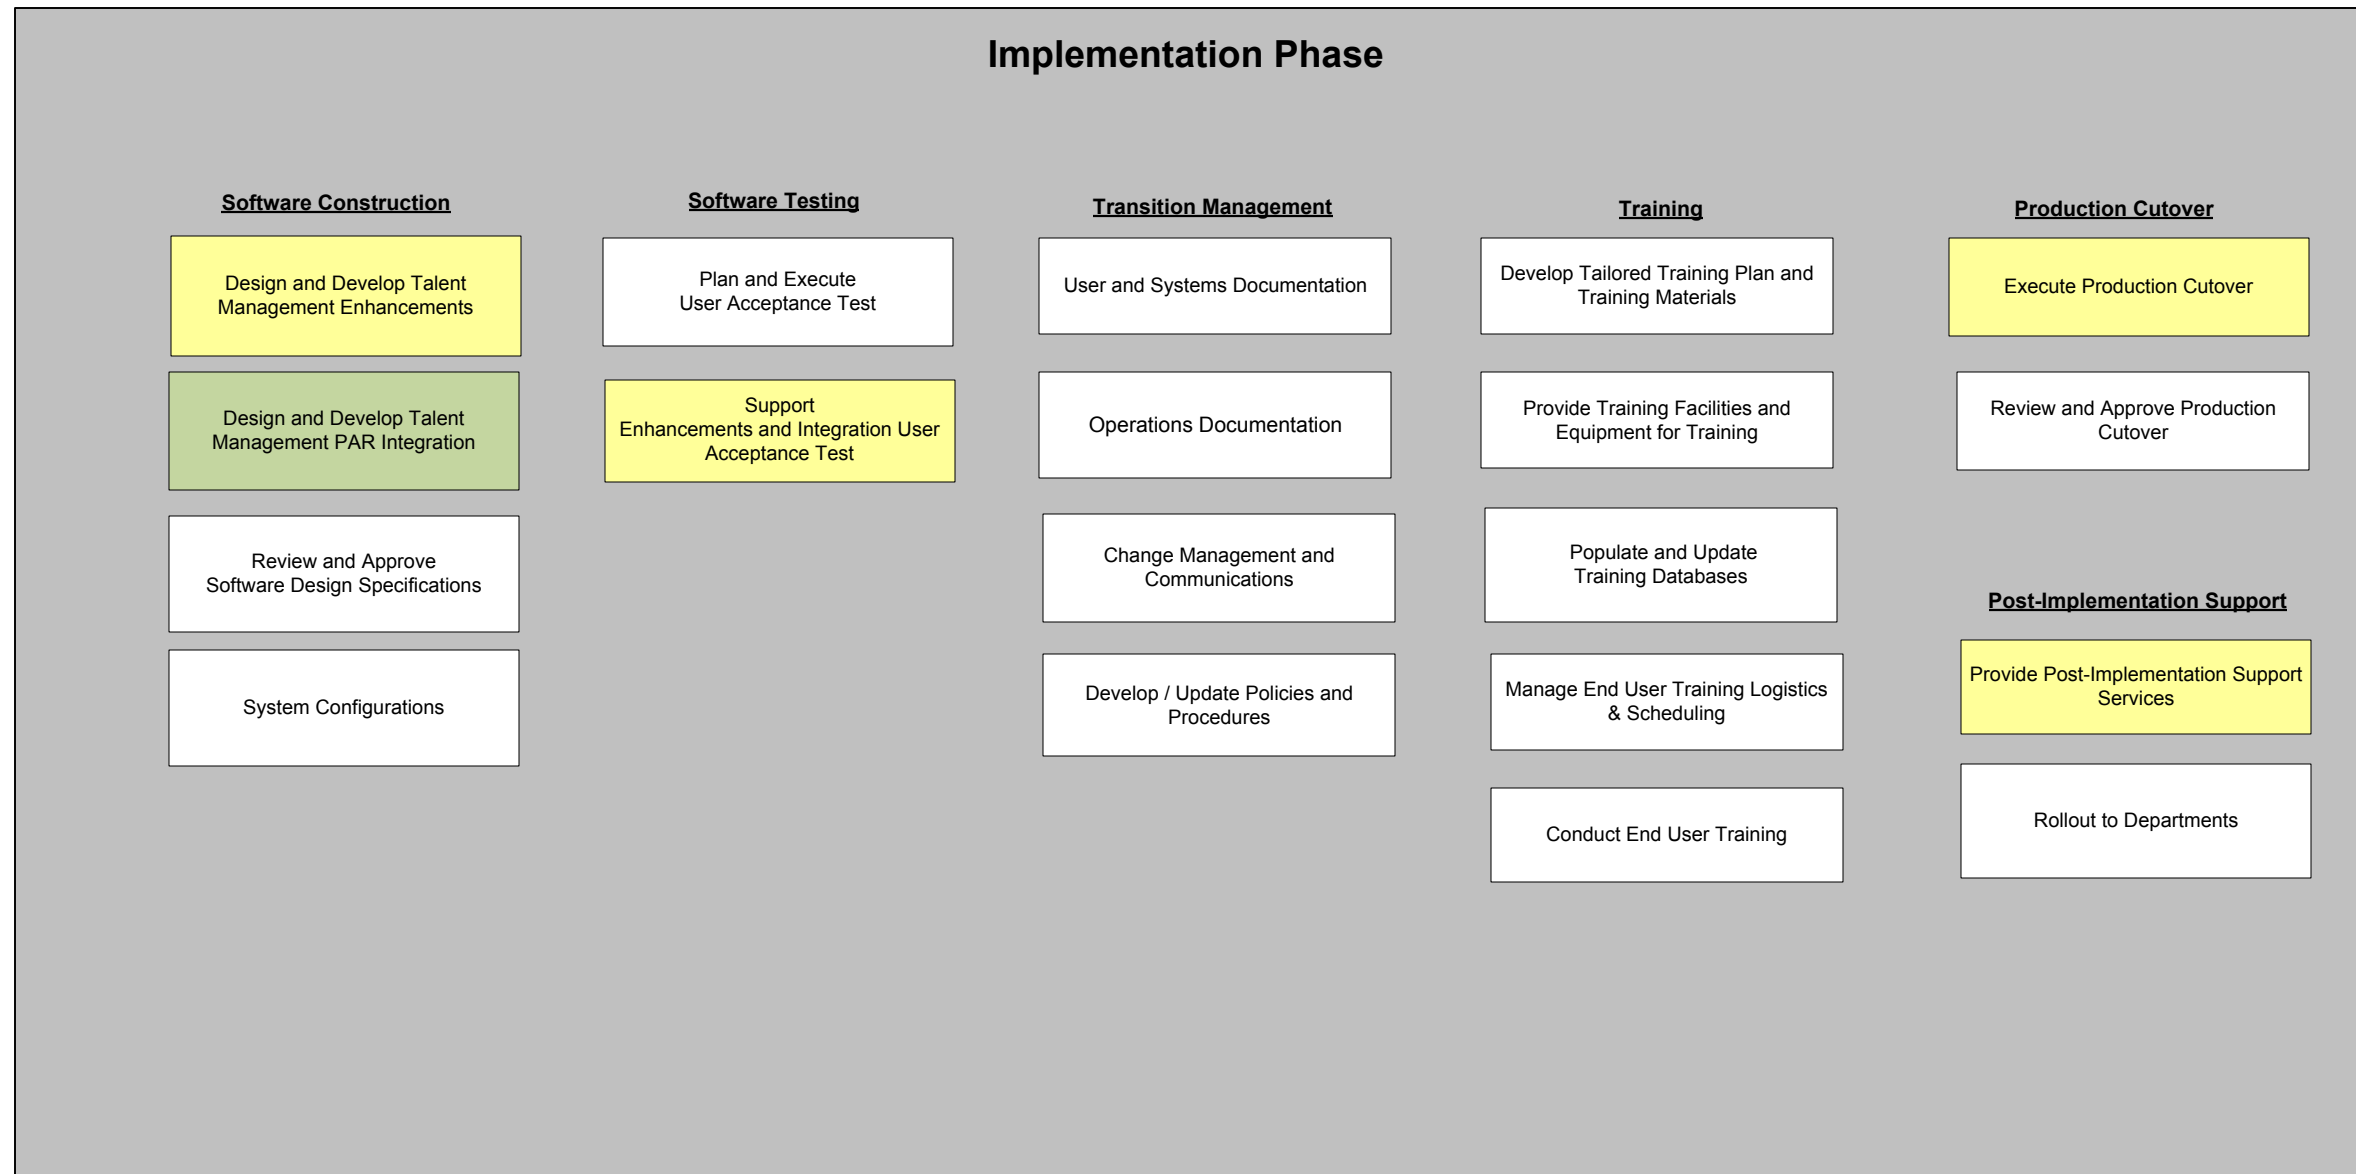 Implementation Phase
Software Construction
Design and Develop Talent
Management Enhancements
Design and Develop Talent
Management PAR Integration
Review and Approve
Software Design Specifications
System Configurations
Software Testing
Plan and Execute
User Acceptance Test
Support
Enhancements and Integration User
Acceptance Test
Transition Management
User and Systems Documentation
Operations Documentation
Change Management and
Communications
Develop / Update Policies and
Procedures
Training
Develop Tailored Training Plan and
Training Materials
Provide Training Facilities and
Equipment for Training
Populate and Update
Training Databases
Manage End User Training Logistics
& Scheduling
Conduct End User Training
Production Cutover
Execute Production Cutover
Review and Approve Production
Cutover
Post-Implementation Support
Provide Post-Implementation Support
Services
Rollout to Departments